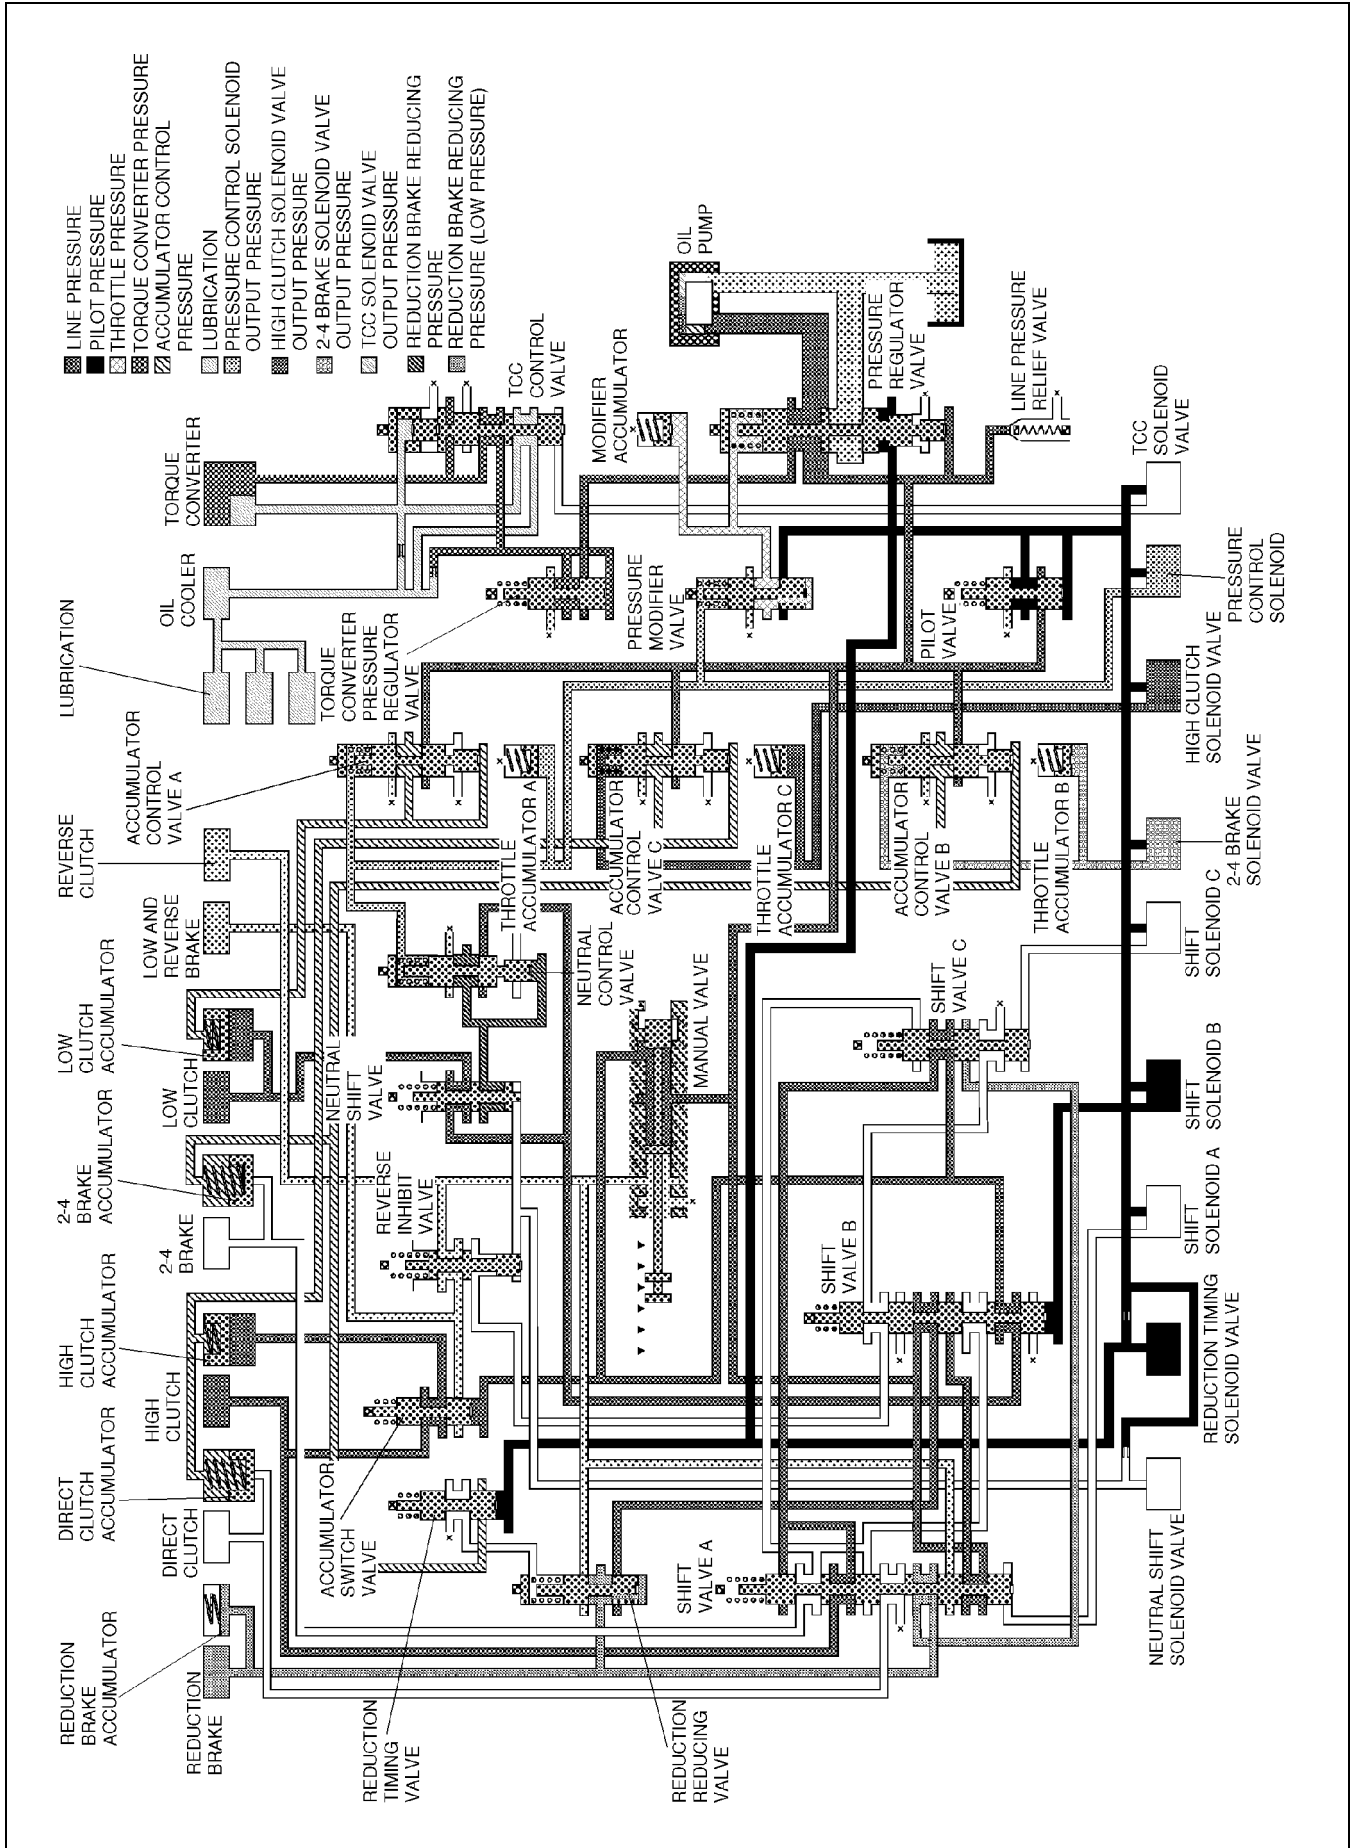 LINE PRESSURE
PILOT PRESSURE
THROTTLE PRESSURE
TORQUE CONVERTER PRESSURE
ACCUMULATOR CONTROL
PRESSURE
LUBRICATION
PRESSURE CONTROL SOLENOID
OUTPUT PRESSURE
HIGH CLUTCH SOLENOID VALVE
OUTPUT PRESSURE
2-4 BRAKE SOLENOID VALVE
OUTPUT PRESSURE
TCC SOLENOID VALVE
OUTPUT PRESSURE
REDUCTION BRAKE REDUCING
PRESSURE
REDUCTION BRAKE REDUCING
PRESSURE (LOW PRESSURE)
REDUCTION
BRAKE
ACCUMULATOR
REDUCTION
BRAKE
DIRECT
CLUTCH
ACCUMULATOR
DIRECT
CLUTCH
HIGH
CLUTCH
ACCUMULATOR
HIGH
CLUTCH
2-4
BRAKE
ACCUMULATOR
2-4
BRAKE
LOW
CLUTCH
ACCUMULATOR
LOW
CLUTCH
LOW AND
REVERSE
BRAKE
REVERSE
CLUTCH
ACCUMULATOR
CONTROL
VALVE A
LUBRICATION
OIL
COOLER
TORQUE
CONVERTER
TCC
CONTROL
VALVE
REDUCTION
TIMING
VALVE
ACCUMULATOR
SWITCH
VALVE
REVERSE
INHIBIT
VALVE
NEUTRAL
SHIFT
VALVE
NEUTRAL
CONTROL
VALVE
THROTTLE
ACCUMULATOR A
TORQUE
CONVERTER
PRESSURE
REGULATOR
VALVE
MODIFIER
ACCUMULATOR
OIL
PUMP
REDUCTION
REDUCING
VALVE
SHIFT
VALVE A
MANUAL VALVE
ACCUMULATOR
CONTROL
VALVE C
THROTTLE
ACCUMULATOR C
PRESSURE
MODIFIER
VALVE
PRESSURE
REGULATOR
VALVE
SHIFT
VALVE B
SHIFT
VALVE C
ACCUMULATOR
CONTROL
VALVE B
THROTTLE
ACCUMULATOR B
PILOT
VALVE
LINE PRESSURE
RELIEF VALVE
NEUTRAL SHIFT
SOLENOID VALVE
REDUCTION TIMING
SOLENOID VALVE
SHIFT
SOLENOID A
SHIFT
SOLENOID B
SHIFT
SOLENOID C
2-4 BRAKE
SOLENOID VALVE
HIGH CLUTCH
SOLENOID VALVE
PRESSURE
CONTROL
SOLENOID
TCC
SOLENOID
VALVE